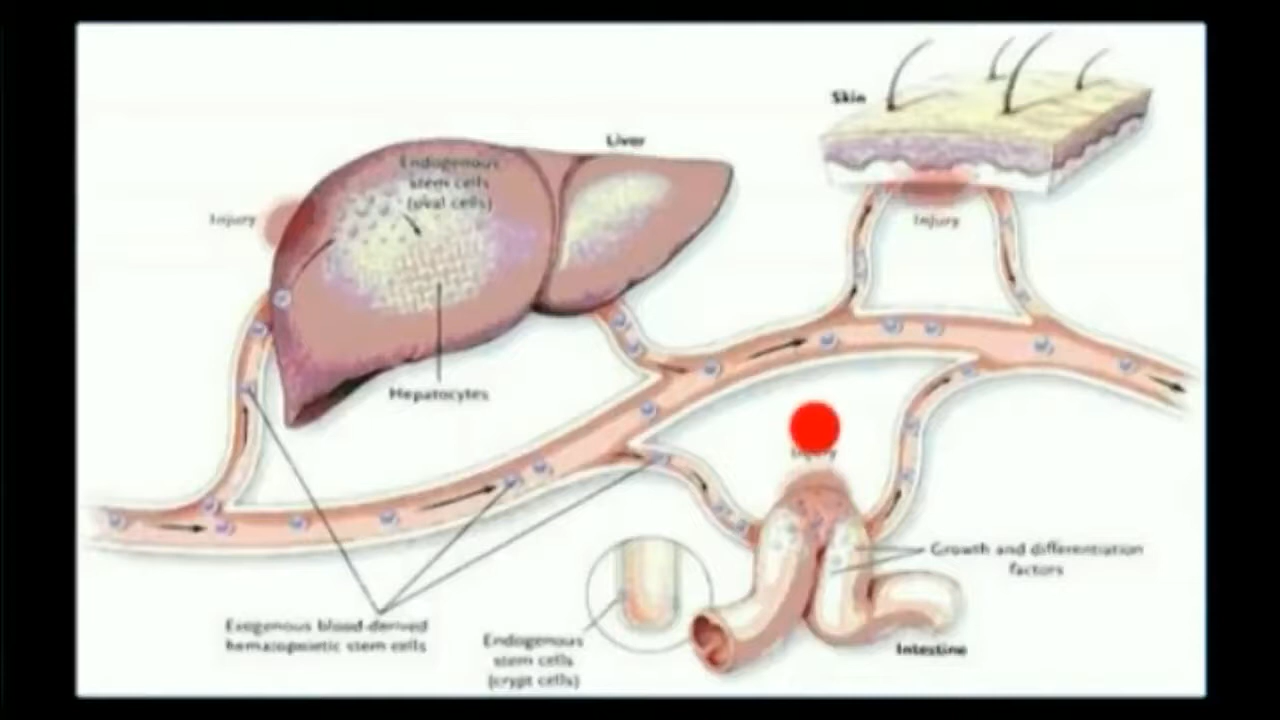 Skin
Liver
Endogenous
stem cells
(oval cells)
Injury
Injury
Hepatocytes
Injury
Growth and differentiation
factors
Exogenous blood-derived
hematopoietic stem cells
Endogenous
stem cells
(crypt cells)
Intestine